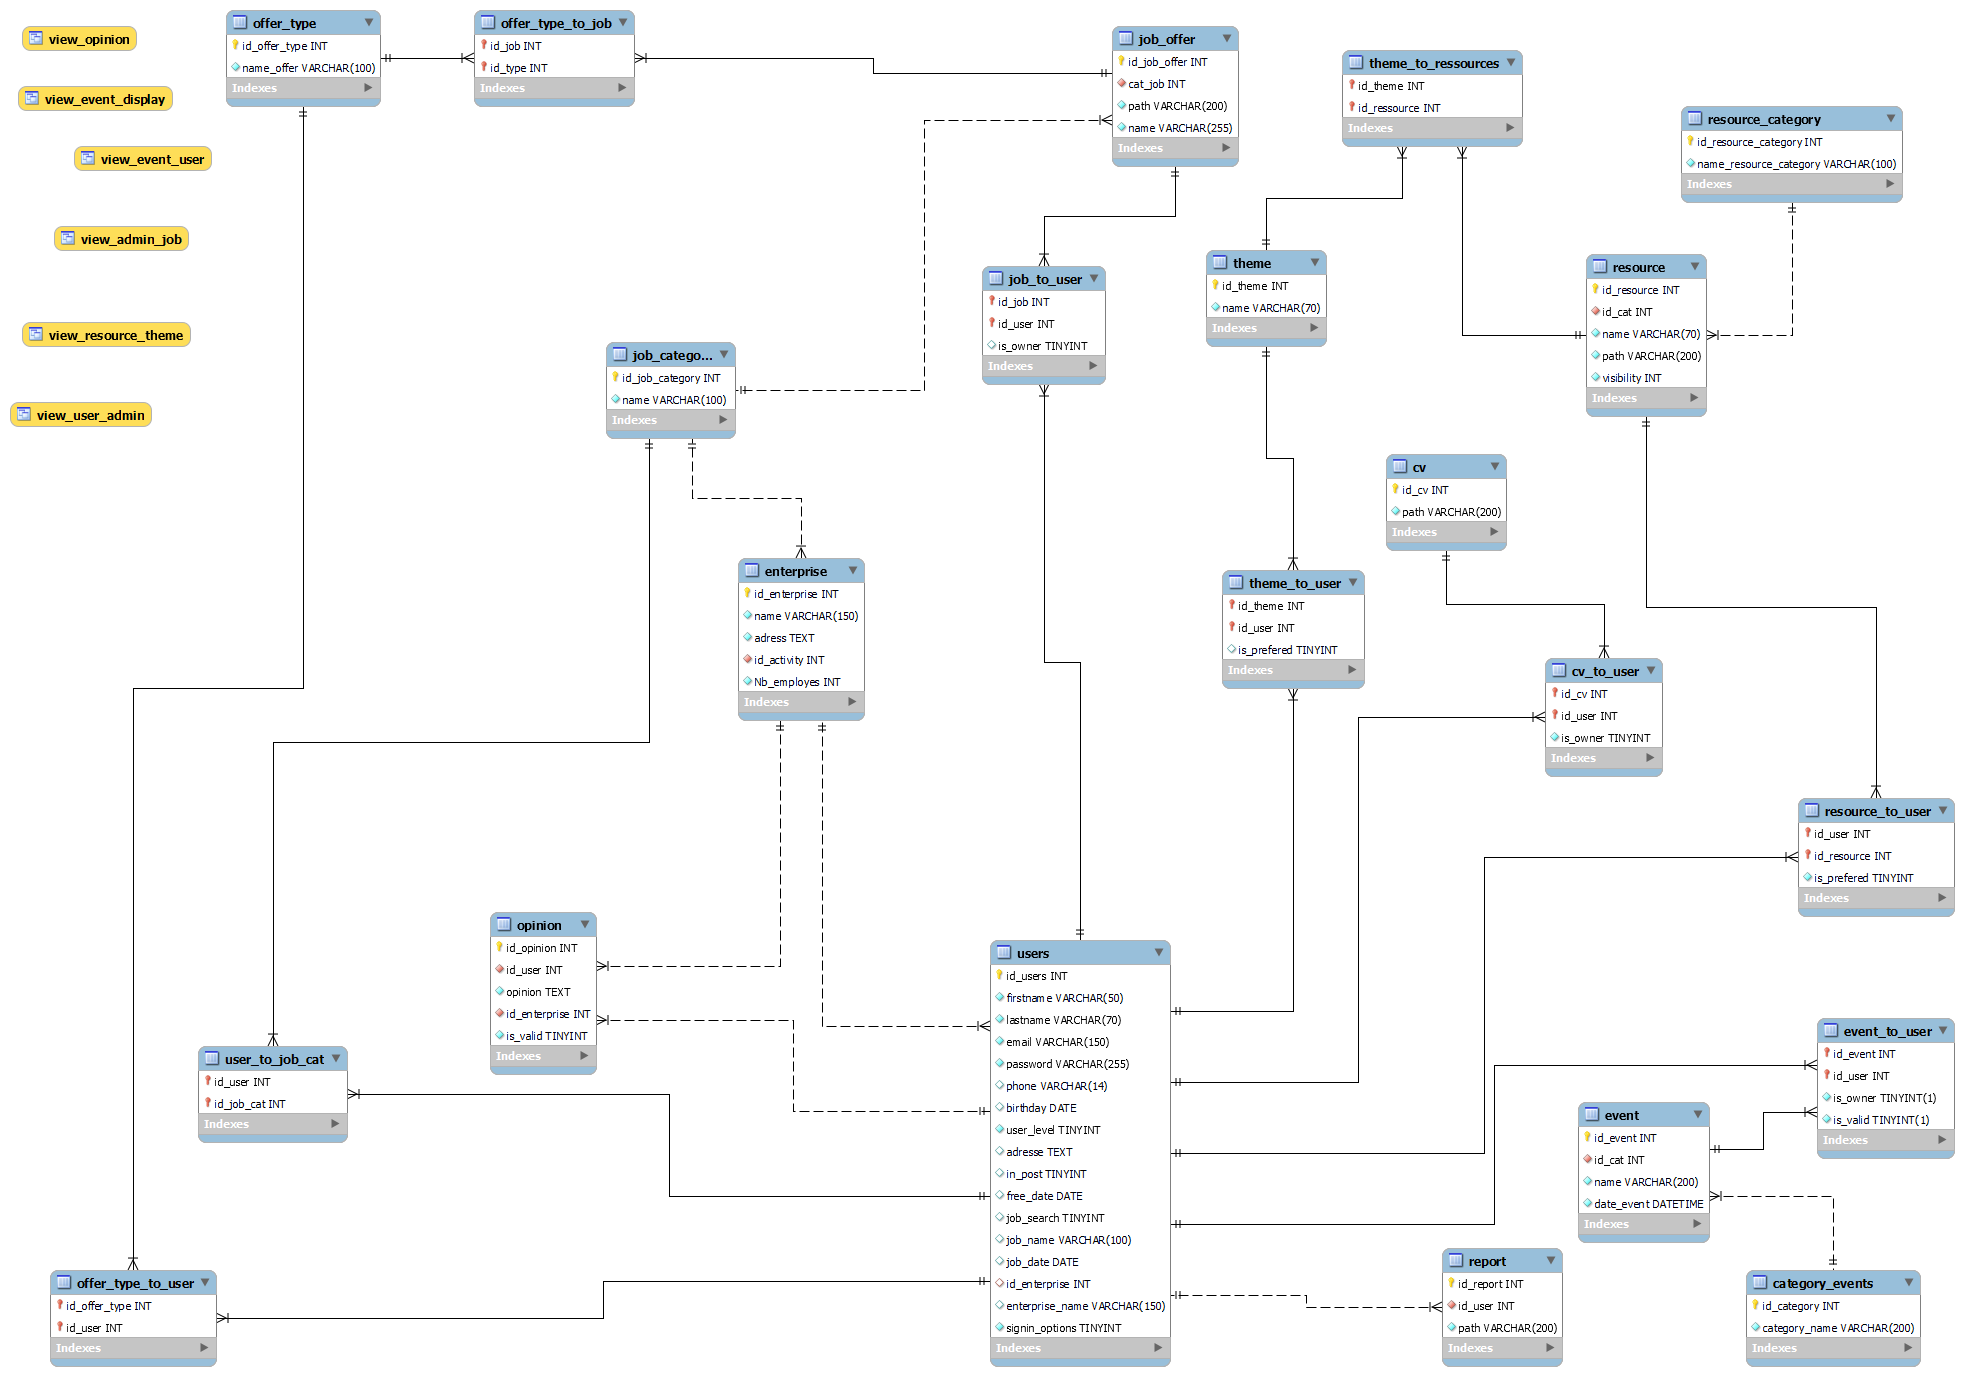 view_opinion
view_event_display
view_event_user
view_admin_job
view_resource_theme
view_user_admin
offer_type
id_offer_type INT
name_offer VARCHAR(100)
Indexes
offer_type_to_job
id_job INT
id_type INT
Indexes
job_offer
id_job_offer INT
cat_job INT
path VARCHAR(200)
name VARCHAR(255)
Indexes
theme_to_ressources
id_theme INT
id_ressource INT
Indexes
resource_category
id_resource_category INT
name_resource_category VARCHAR(100)
Indexes
job_to_user
id_job INT
id_user INT
is_owner TINYINT
Indexes
theme
id_theme INT
name VARCHAR(70)
Indexes
resource
id_resource INT
id_cat INT
name VARCHAR(70)
path VARCHAR(200)
visibility INT
Indexes
job_catego...
id_job_category INT
name VARCHAR(100)
Indexes
cv
id_cv INT
path VARCHAR(200)
Indexes
enterprise
id_enterprise INT
name VARCHAR(150)
adress TEXT
id_activity INT
Nb_employes INT
Indexes
theme_to_user
id_theme INT
id_user INT
is_prefered TINYINT
Indexes
cv_to_user
id_cv INT
id_user INT
is_owner TINYINT
Indexes
resource_to_user
id_user INT
id_resource INT
is_prefered TINYINT
Indexes
opinion
id_opinion INT
id_user INT
opinion TEXT
id_enterprise INT
is_valid TINYINT
Indexes
users
id_users INT
firstname VARCHAR(50)
lastname VARCHAR(70)
email VARCHAR(150)
password VARCHAR(255)
phone VARCHAR(14)
birthday DATE
user_level TINYINT
adresse TEXT
in_post TINYINT
free_date DATE
job_search TINYINT
job_name VARCHAR(100)
job_date DATE
id_enterprise INT
enterprise_name VARCHAR(150)
signin_options TINYINT
Indexes
event_to_user
id_event INT
id_user INT
is_owner TINYINT(1)
is_valid TINYINT(1)
Indexes
user_to_job_cat
id_user INT
id_job_cat INT
Indexes
event
id_event INT
id_cat INT
name VARCHAR(200)
date_event DATETIME
Indexes
offer_type_to_user
id_offer_type INT
id_user INT
Indexes
report
id_report INT
id_user INT
path VARCHAR(200)
Indexes
category_events
id_category INT
category_name VARCHAR(200)
Indexes